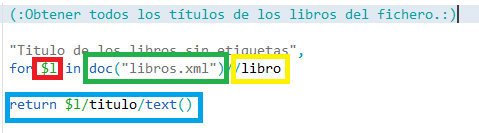 (:Obtener todos los títulos de los libros del fichero.:)
"Titulo de los libros sin etiquetas",
for $l in doc("libros.xml")//libro
return $l/titulo/text()